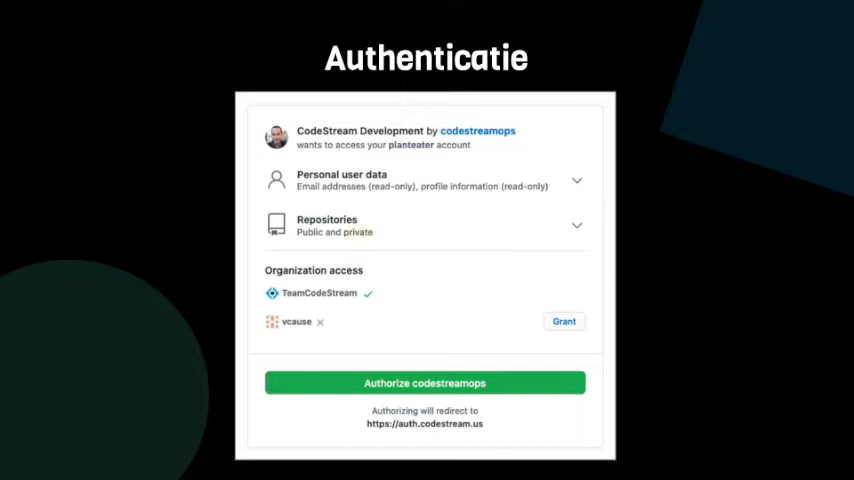 Authenticatie
CodeStream Development by codestreamops
wants to access your planteater account
Personal user data
Email addresses (read-only), profile information (read-only)
Repositories
Public and private
Organization access
TeamCodeStream
vcause
Grant
Authorize codestreamops
Authorizing will redirect to
https://auth.codestream.us